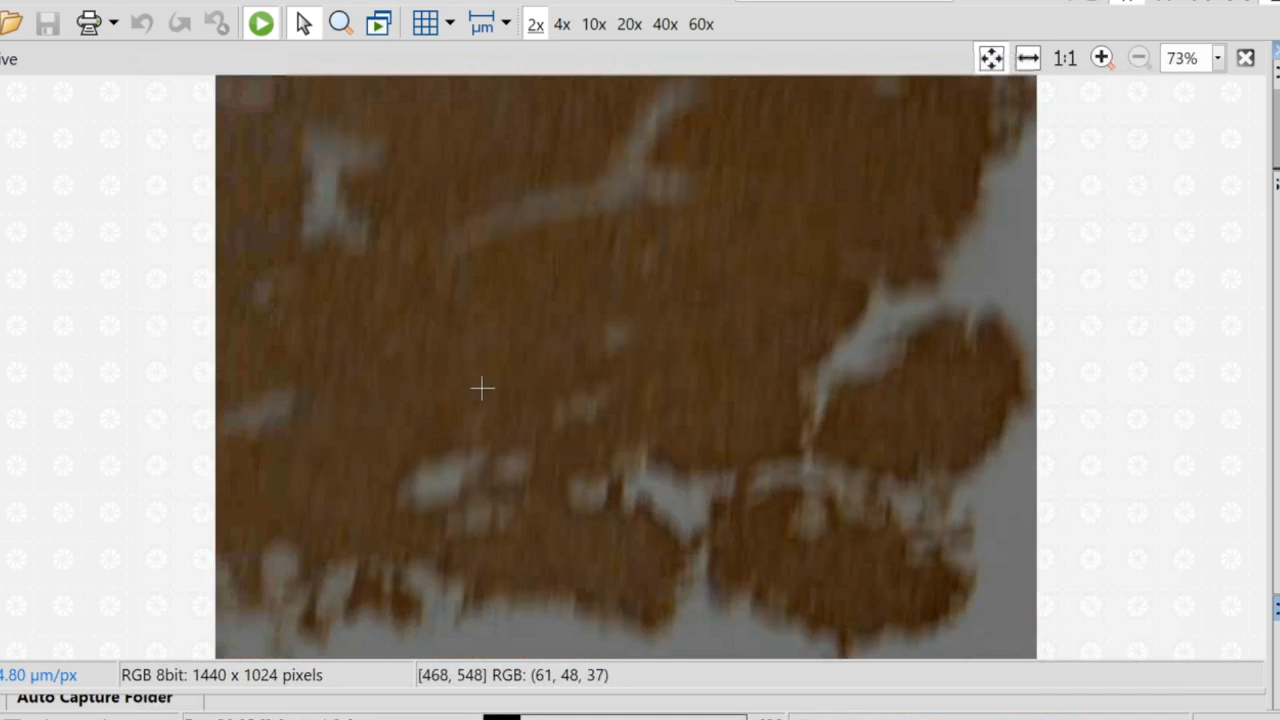 2x 4x 10x 20x 40x 60x
ive
1:1 73%
4.80 µm/px RGB 8bit: 1440 x 1024 pixels [468, 548] RGB: (61, 48, 37)
Auto Capture Folder